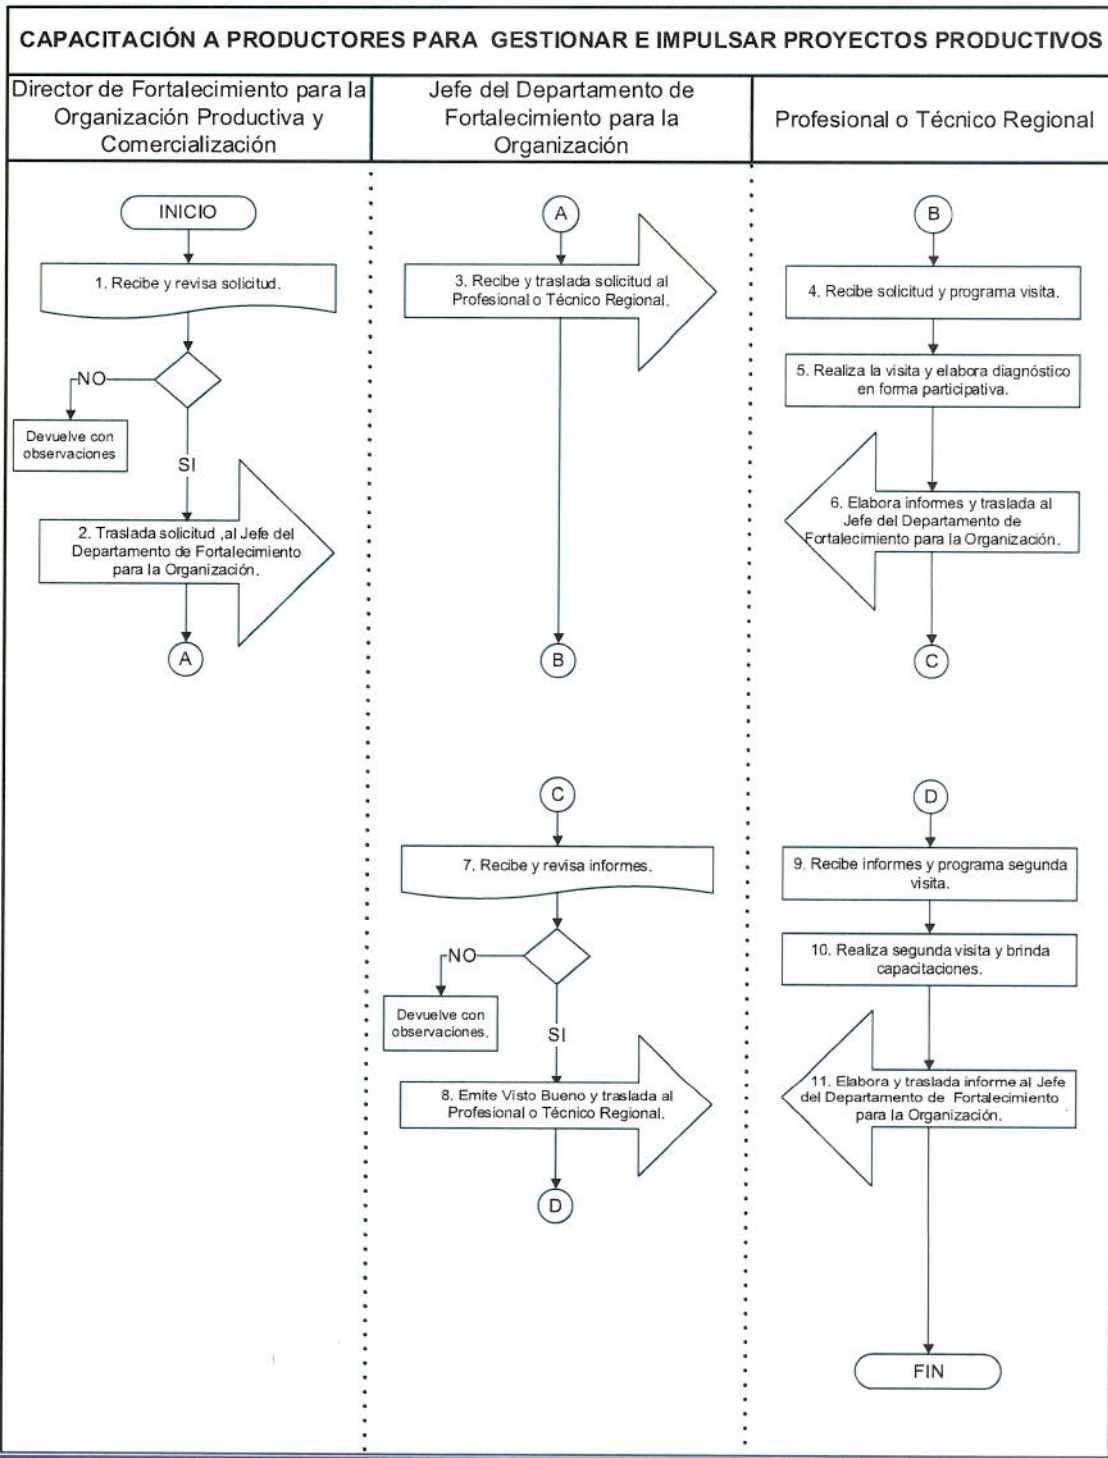 CAPACITACIÓN A PRODUCTORES PARA GESTIONAR E IMPULSAR PROYECTOS PRODUCTIVOS
Director de Fortalecimiento para la
Organización Productiva y
Comercialización
Jefe del Departamento de
Fortalecimiento para la
Organización
Profesional o Técnico Regional
INICIO
1. Recibe y revisa solicitud.
NO
Devuelve con
observaciones
SI
2. Traslada solicitud ,al Jefe del
Departamento de Fortalecimiento
para la Organización.
A
A
3. Recibe y traslada solicitud al
Profesional o Técnico Regional.
B
B
4. Recibe solicitud y programa visita.
5. Realiza la visita y elabora diagnóstico
en forma participativa.
6. Elabora informes y traslada al
Jefe del Departamento de
Fortalecimiento para la Organización.
C
C
7. Recibe y revisa informes.
NO
Devuelve con
observaciones.
SI
8. Emite Visto Bueno y traslada al
Profesional o Técnico Regional.
D
D
9. Recibe informes y programa segunda
visita.
10. Realiza segunda visita y brinda
capacitaciones.
11. Elabora y traslada informe al Jefe
del Departamento de Fortalecimiento
para la Organización.
FIN